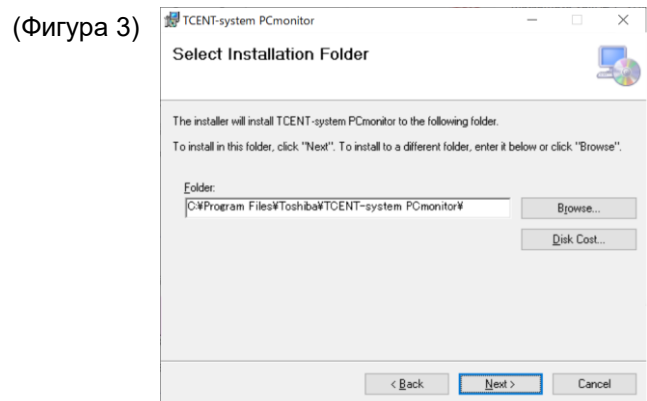 (Фигура 3)
TCENT-system PCmonitor
Select Installation Folder
The installer will install TCENT-system PCmonitor to the following folder.
To install in this folder, click "Next". To install to a different folder, enter it below or click "Browse".
Folder:
C:¥Program Files¥Toshiba¥TCENT-system PCmonitor¥
Browse...
Disk Cost...
< Back
Next >
Cancel